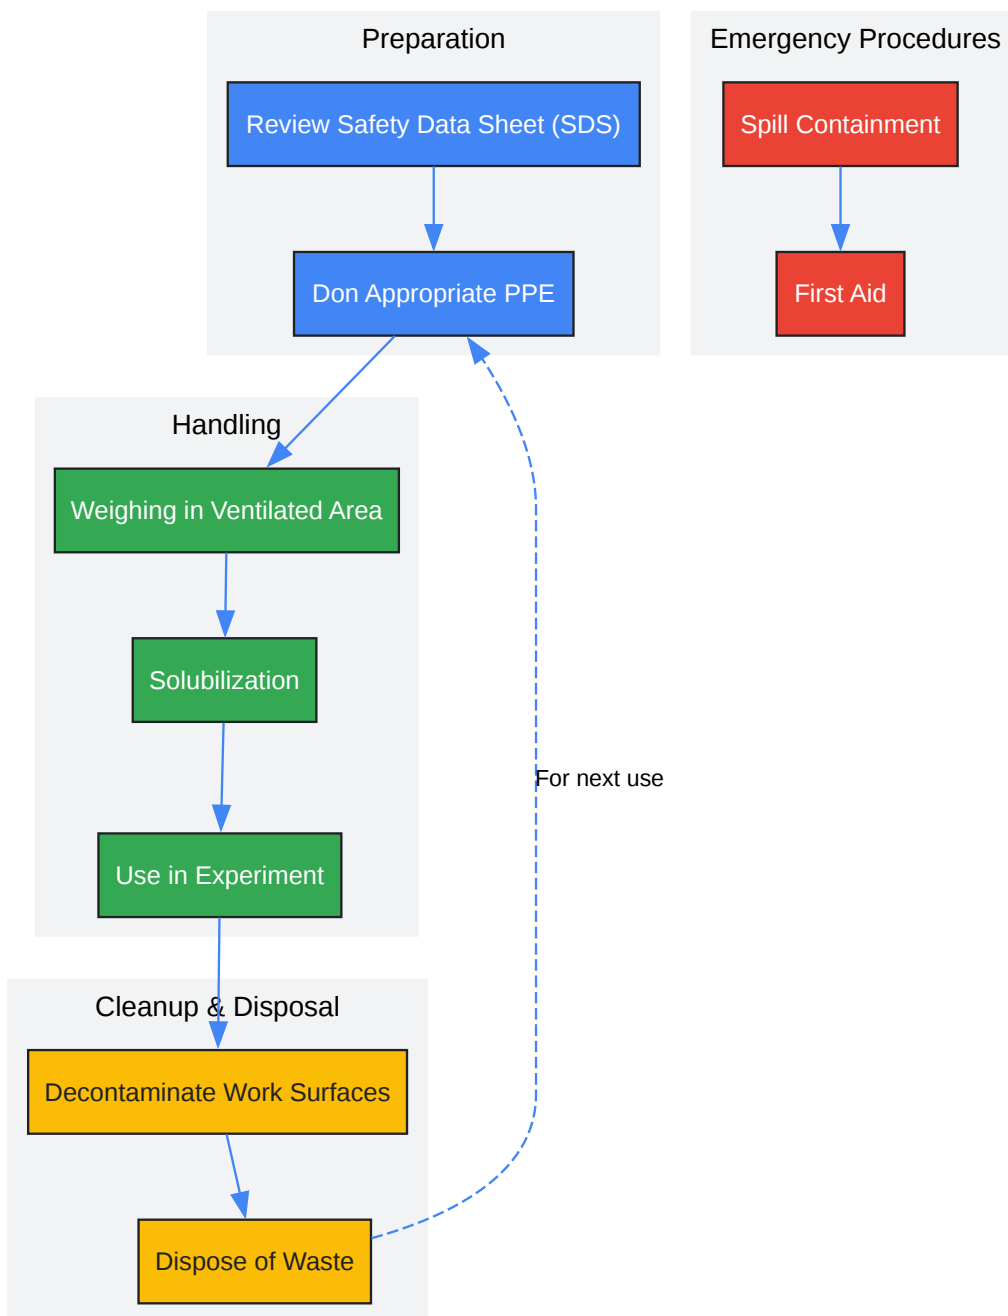 Preparation
Review Safety Data Sheet (SDS)
Don Appropriate PPE
Emergency Procedures
Spill Containment
First Aid
Handling
Weighing in Ventilated Area
Solubilization
Use in Experiment
For next use
Cleanup & Disposal
Decontaminate Work Surfaces
Dispose of Waste